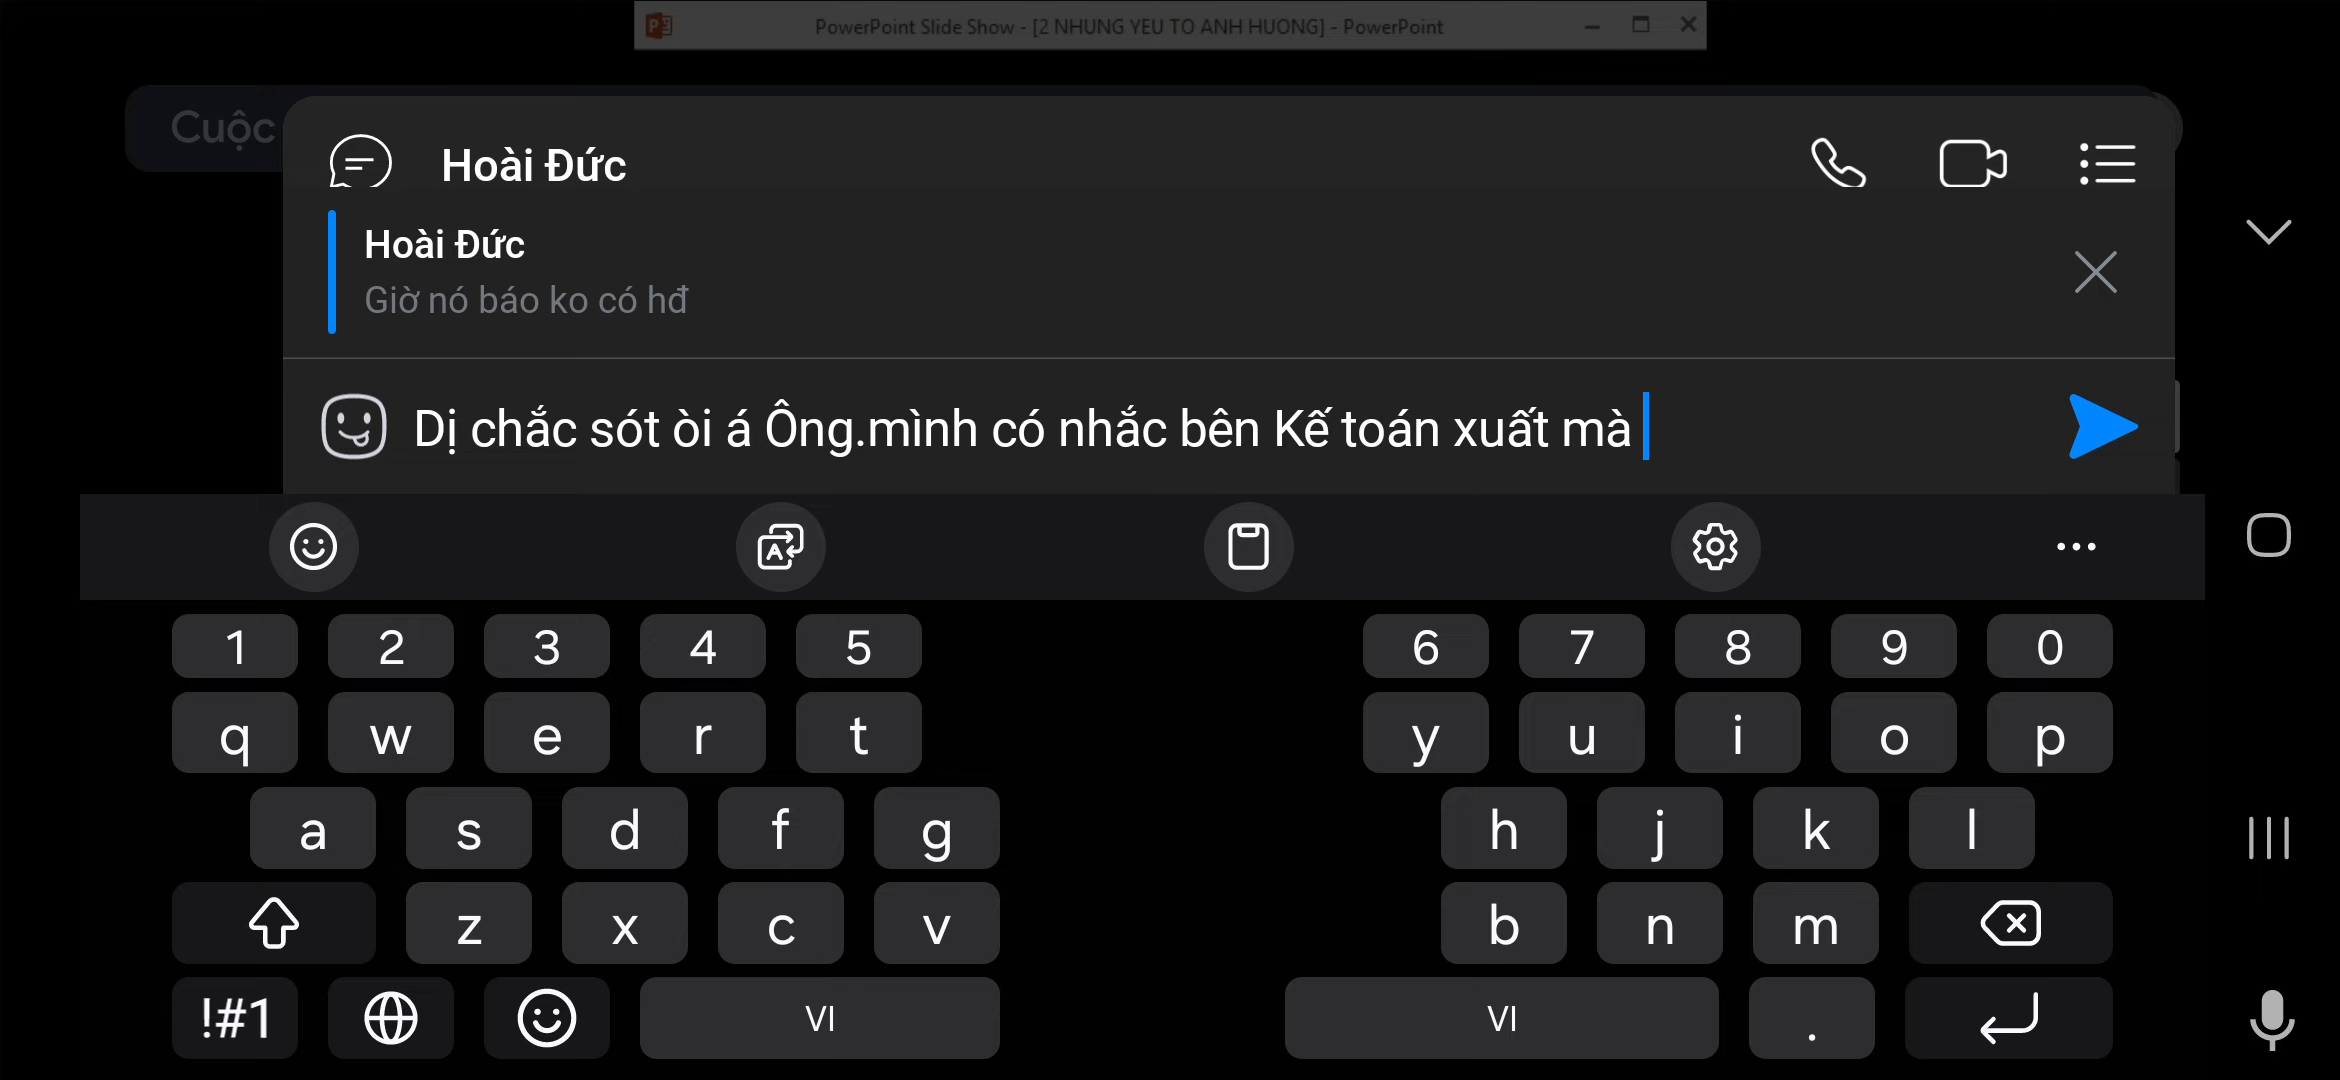 PowerPoint Slide Show - [2 NHUNG YEU TO ANH HUONG] - PowerPoint
Cuộc
Hoài Đức
Hoài Đức
Giờ nó báo ko có hđ
Dị chắc sót òi á Ông.mình có nhắc bên Kế toán xuất mà
1 2 3 4 5 6 7 8 9 0
q w e r t y u i o p
a s d f g h j k l
z x c v b n m
!#1 VI VI .